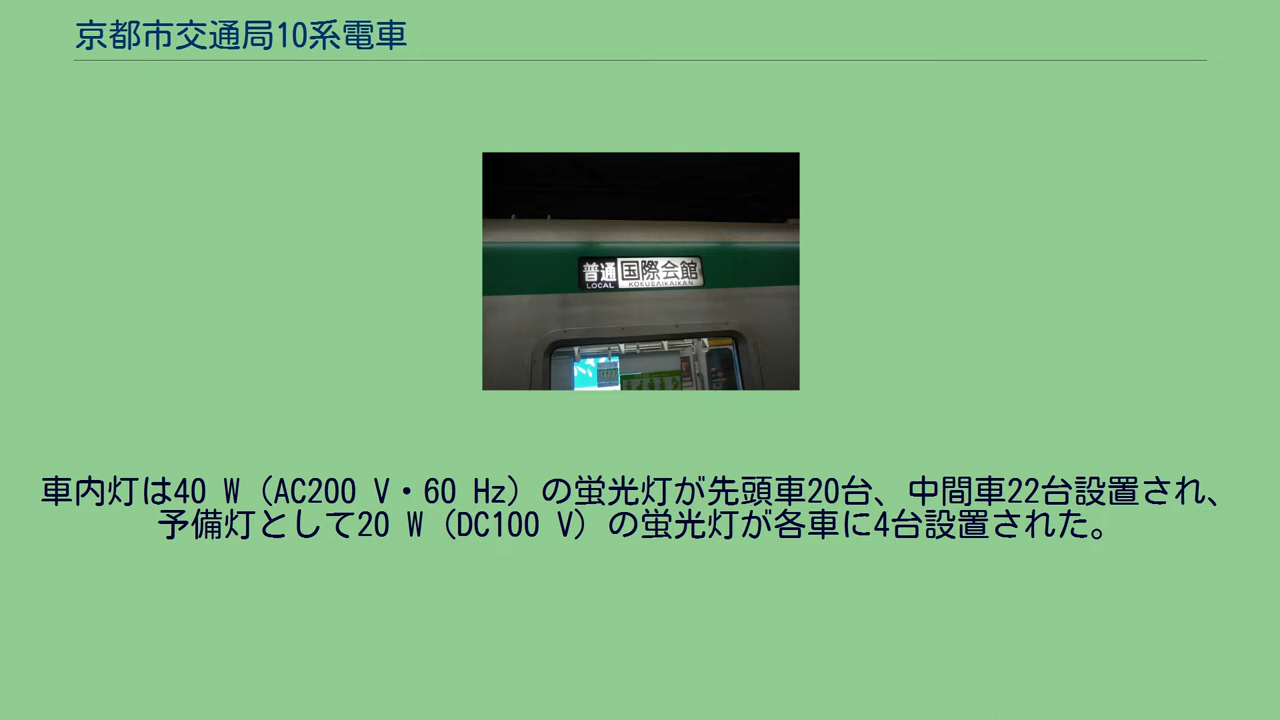 京都市交通局10系電車
普通 国際会館
LOCAL KOKUSAIKAIKAN
車内灯は40 W（AC200 V・60 Hz）の蛍光灯が先頭車20台、中間車22台設置され、
予備灯として20 W（DC100 V）の蛍光灯が各車に4台設置された。